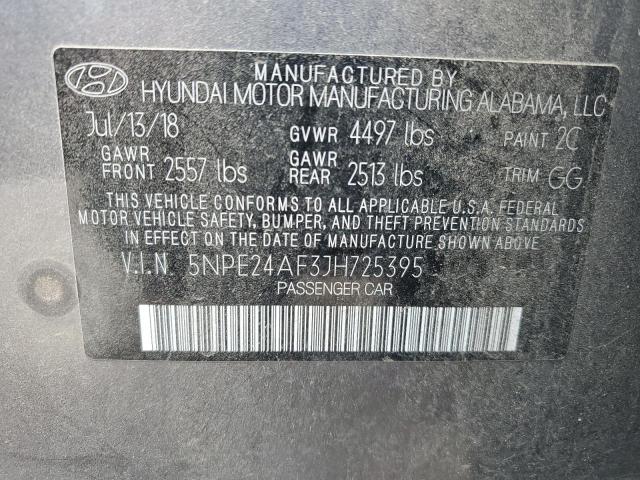 MANUFACTURED BY
HYUNDAI MOTOR MANUFACTURING ALABAMA, LLC
Jul/13/18 GVWR 4497 lbs PAINT 2C
GAWR FRONT 2557 lbs GAWR REAR 2513 lbs TRIM GG
THIS VEHICLE CONFORMS TO ALL APPLICABLE U.S.A. FEDERAL
MOTOR VEHICLE SAFETY, BUMPER, AND THEFT PREVENTION STANDARDS
IN EFFECT ON THE DATE OF MANUFACTURE SHOWN ABOVE.
V.I.N. 5NPE24AF3JH725395
PASSENGER CAR